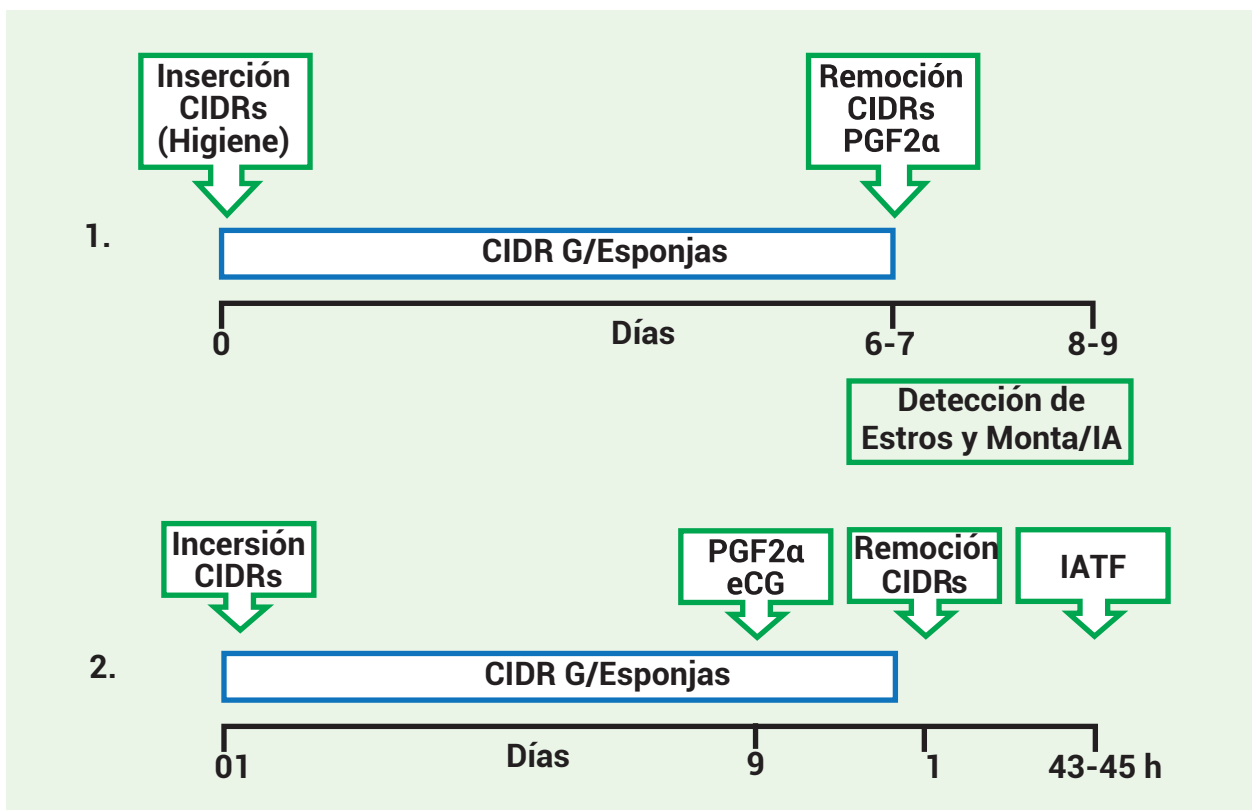 Inserción
CIDRs
(Higiene)
Remoción
CIDRs
PGF2α
1.
CIDR G/Esponjas
0
Días
6-7
8-9
Detección de
Estros y Monta/IA
Incersión
CIDRs
PGF2α
eCG
Remoción
CIDRs
IATF
2.
CIDR G/Esponjas
01
Días
9
1
43-45 h